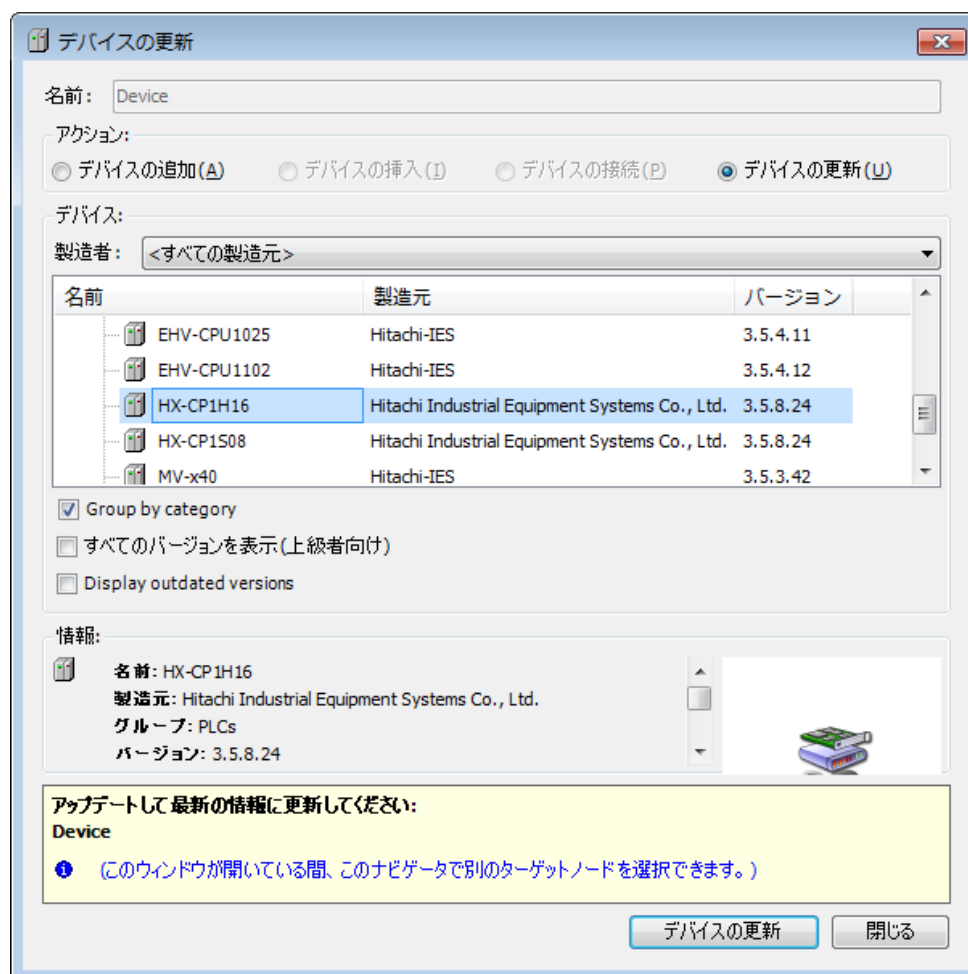 デバイスの更新
名前: Device
アクション:
デバイスの追加(A) デバイスの挿入(I) デバイスの接続(P) デバイスの更新(U)
デバイス:
製造者: <すべての製造元>
名前 製造元 バージョン
EHV-CPU1025 Hitachi-IES 3.5.4.11
EHV-CPU1102 Hitachi-IES 3.5.4.12
HX-CP1H16 Hitachi Industrial Equipment Systems Co., Ltd. 3.5.8.24
HX-CP1S08 Hitachi Industrial Equipment Systems Co., Ltd. 3.5.8.24
MV-x40 Hitachi-IES 3.5.3.42
Group by category
すべてのバージョンを表示(上級者向け)
Display outdated versions
情報:
名前: HX-CP1H16
製造元: Hitachi Industrial Equipment Systems Co., Ltd.
グループ: PLCs
バージョン: 3.5.8.24
アップデートして最新の情報に更新してください:
Device
(このウィンドウが開いている間、このナビゲータで別のターゲットノードを選択できます。)
デバイスの更新 閉じる